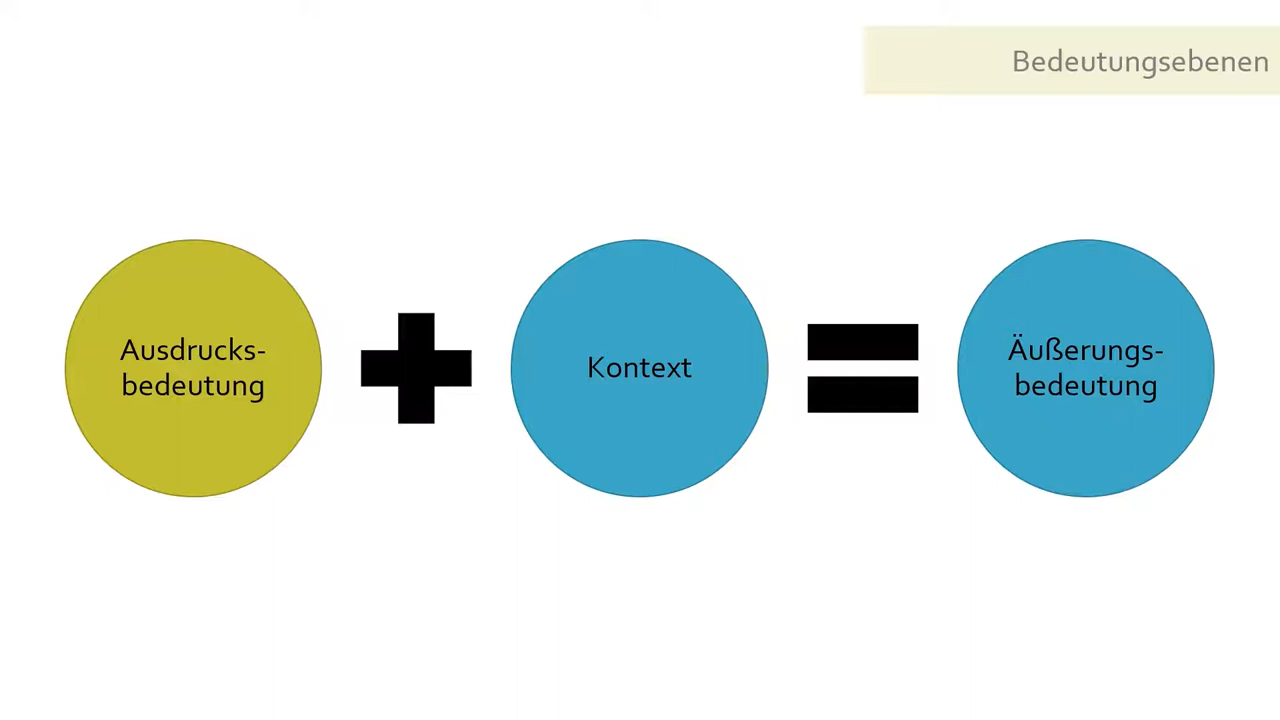 Bedeutungsebenen
Ausdrucks-
bedeutung
Kontext
Äußerungs-
bedeutung